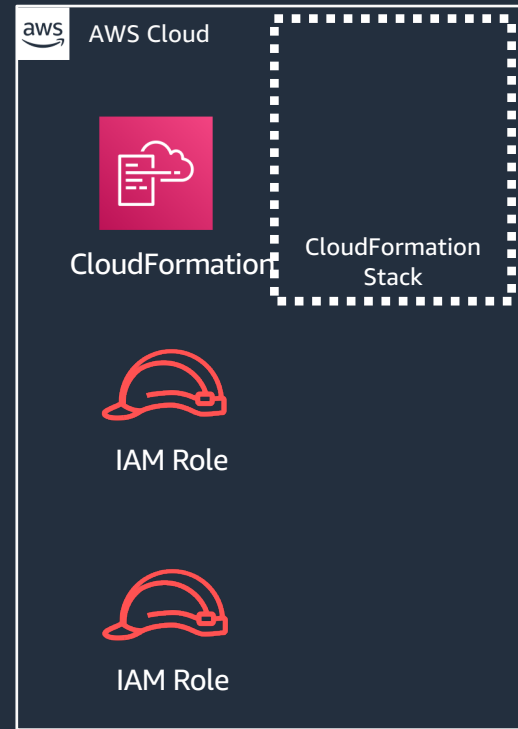 aws
AWS Cloud
CloudFormation
CloudFormation
Stack
IAM Role
IAM Role